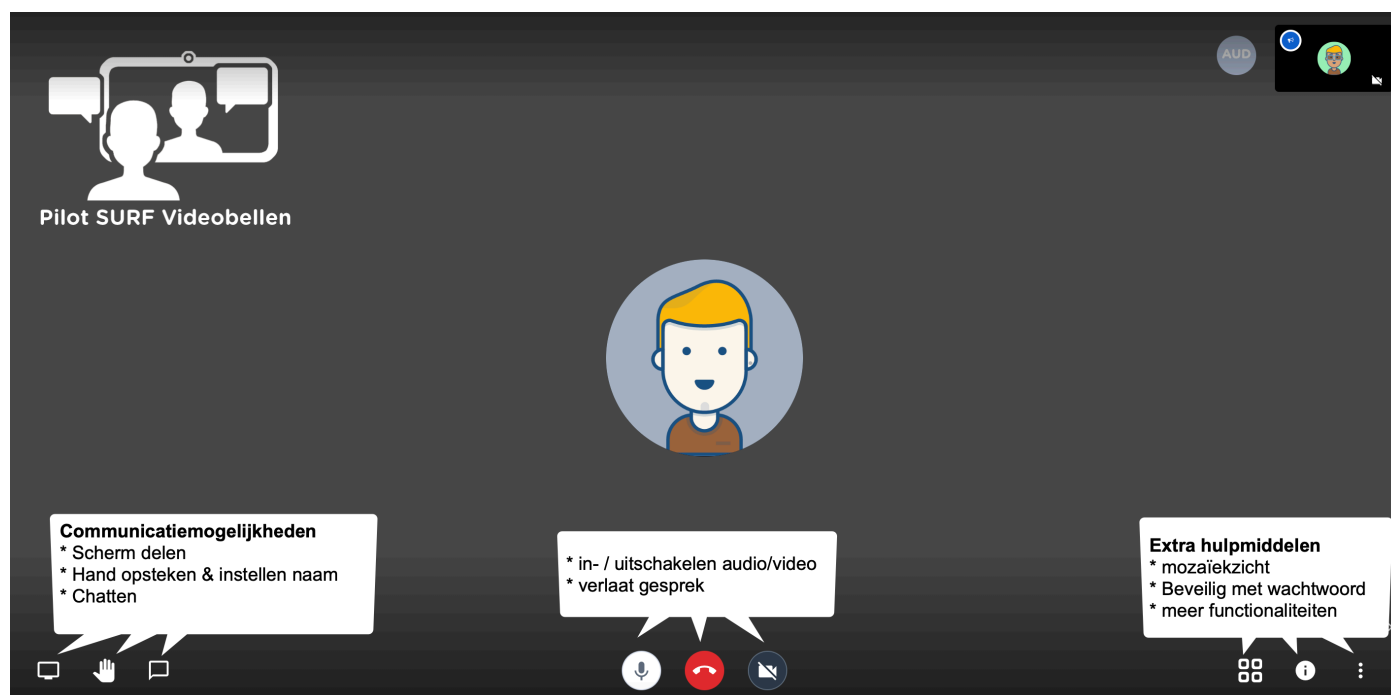 AUD
Pilot SURF Videobellen
Communicatiemogelijkheden
* Scherm delen
* Hand opsteken & instellen naam
* Chatten
* in- / uitschakelen audio/video
* verlaat gesprek
Extra hulpmiddelen
* mozaïekzicht
* Beveilig met wachtwoord
* meer functionaliteiten